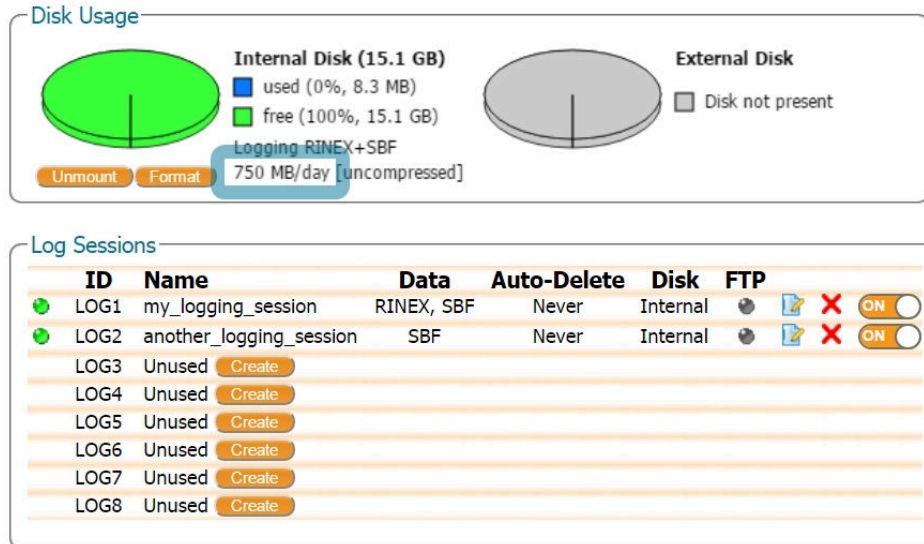 Disk Usage
Internal Disk (15.1 GB)
used (0%, 8.3 MB)
free (100%, 15.1 GB)
Logging RINEX+SBF
750 MB/day [uncompressed]
Unmount Format
External Disk
Disk not present
Log Sessions
ID Name Data Auto-Delete Disk FTP
LOG1 my_logging_session RINEX, SBF Never Internal ON
LOG2 another_logging_session SBF Never Internal ON
LOG3 Unused Create
LOG4 Unused Create
LOG5 Unused Create
LOG6 Unused Create
LOG7 Unused Create
LOG8 Unused Create